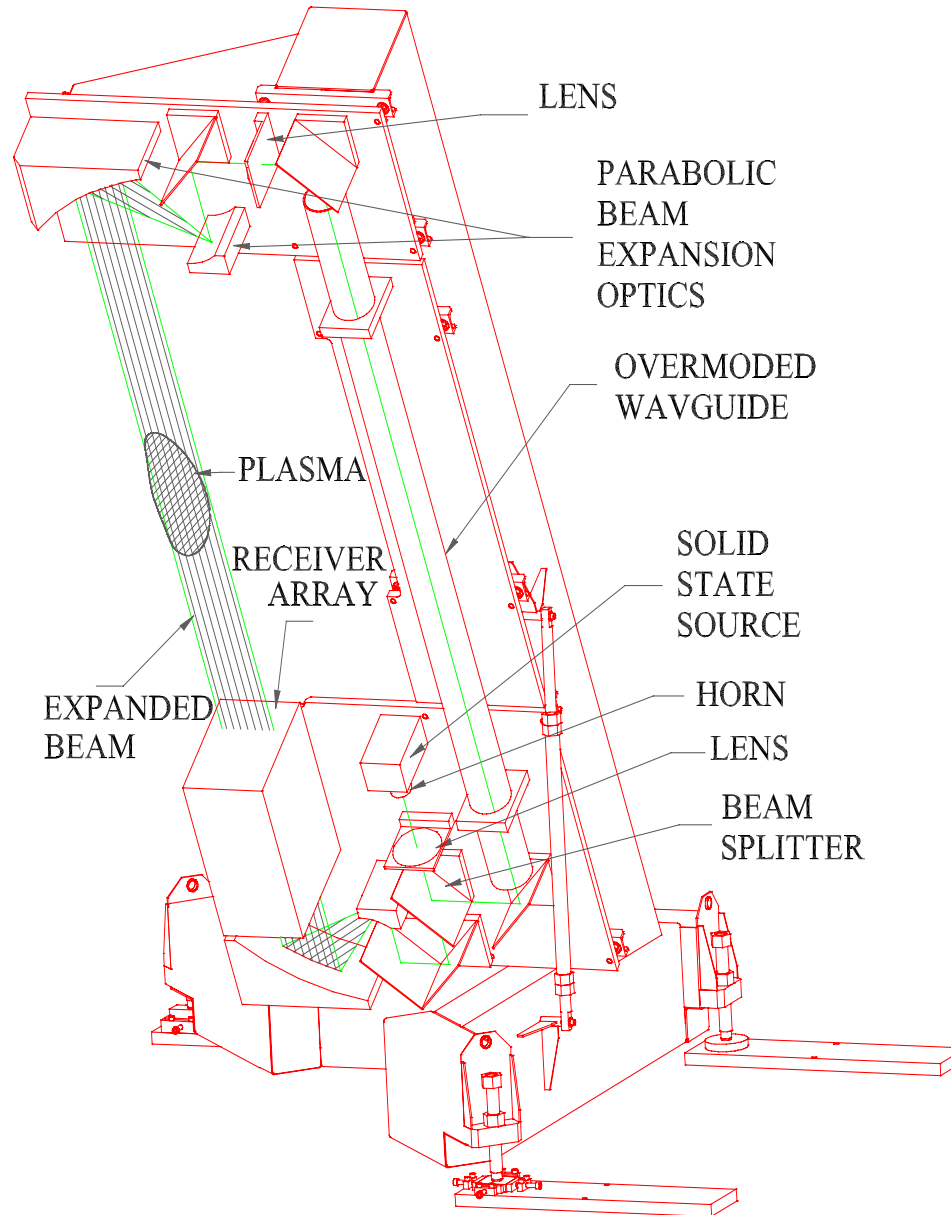 LENS
PARABOLIC
BEAM
EXPANSION
OPTICS
OVERMODED
WAVGUIDE
PLASMA
RECEIVER
ARRAY
SOLID
STATE
SOURCE
EXPANDED
BEAM
HORN
LENS
BEAM
SPLITTER